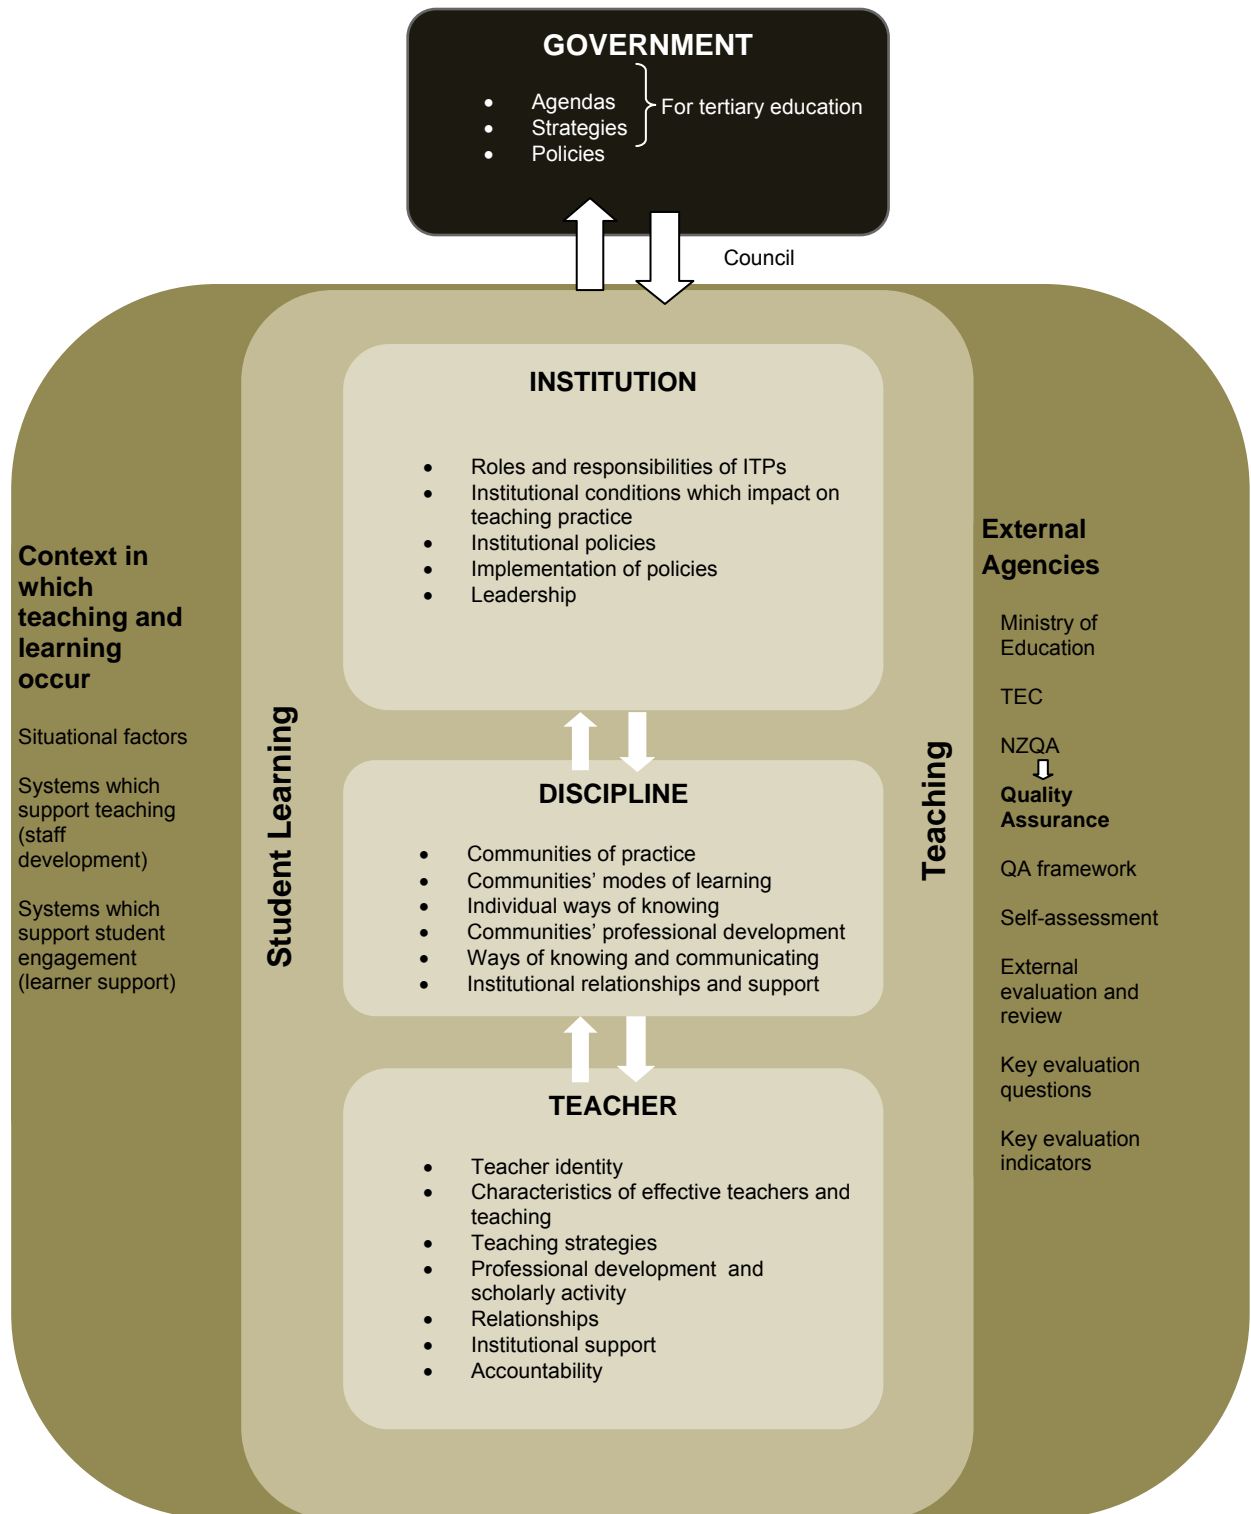 GOVERNMENT
• Agendas
• Strategies
• Policies
For tertiary education
Council
INSTITUTION
• Roles and responsibilities of ITPs
• Institutional conditions which impact on
teaching practice
• Institutional policies
• Implementation of policies
• Leadership
Context in
which
teaching and
learning
occur
Situational factors
Systems which
support teaching
(staff
development)
Systems which
support student
engagement
(learner support)
Student Learning
DISCIPLINE
• Communities of practice
• Communities’ modes of learning
• Individual ways of knowing
• Communities’ professional development
• Ways of knowing and communicating
• Institutional relationships and support
TEACHER
• Teacher identity
• Characteristics of effective teachers and
teaching
• Teaching strategies
• Professional development and
scholarly activity
• Relationships
• Institutional support
• Accountability
Teaching
External
Agencies
Ministry of
Education
TEC
NZQA
Quality
Assurance
QA framework
Self-assessment
External
evaluation and
review
Key evaluation
questions
Key evaluation
indicators